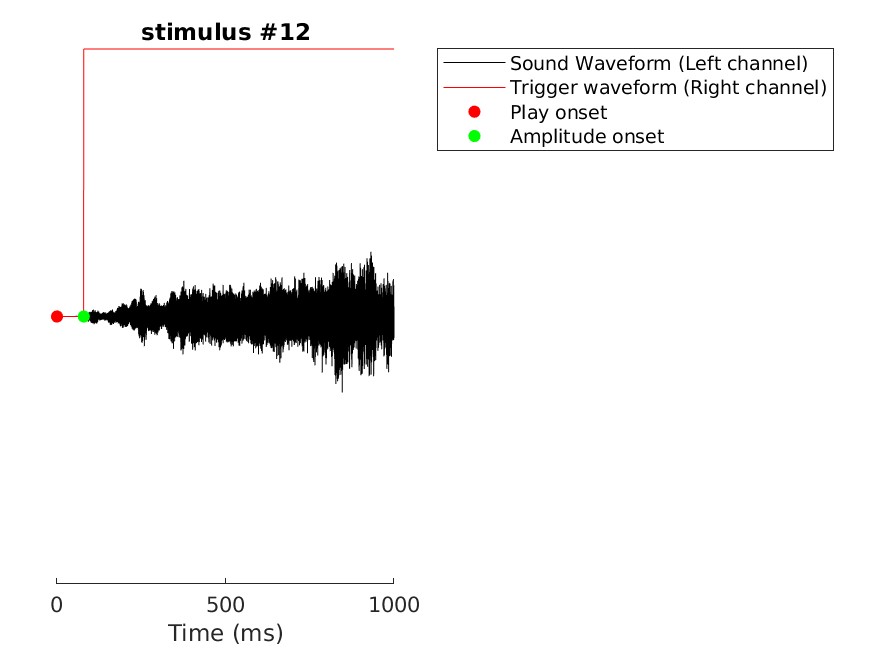 stimulus #12
Sound Waveform (Left channel)
Trigger waveform (Right channel)
Play onset
Amplitude onset
0 500 1000
Time (ms)